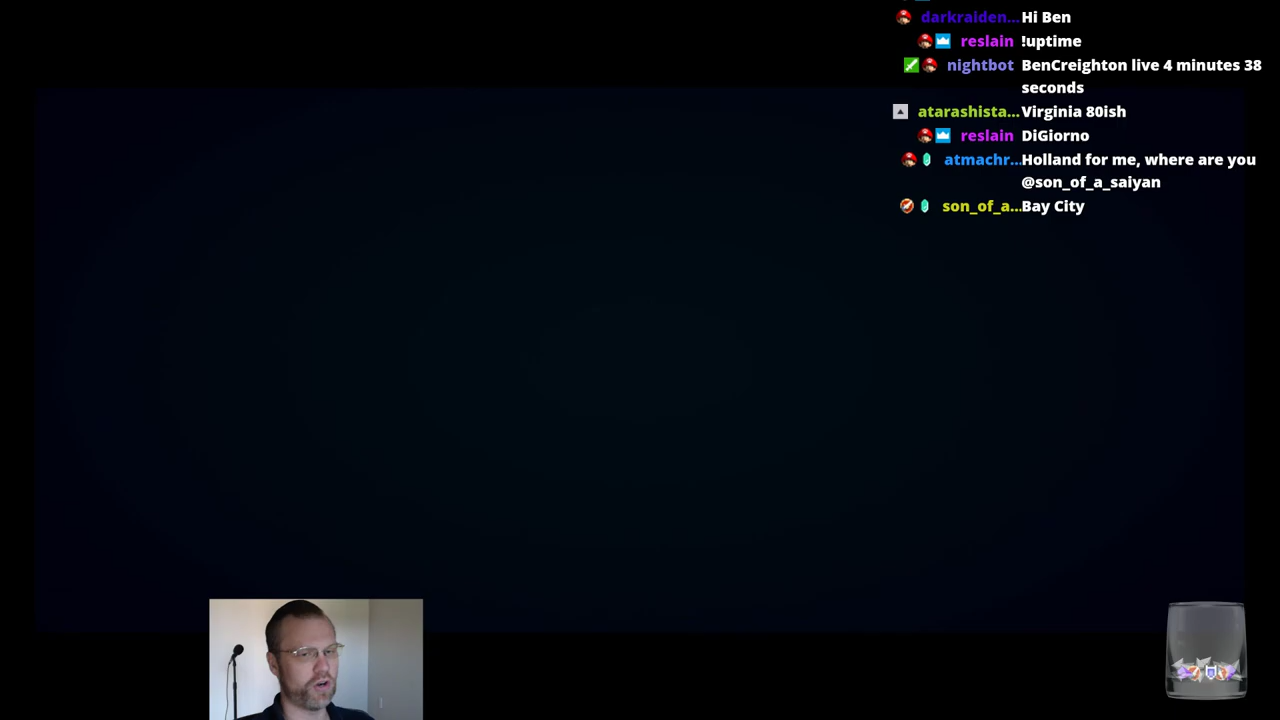 darkraiden... Hi Ben
reslain !uptime
nightbot BenCreighton live 4 minutes 38
seconds
atarashista... Virginia 80ish
reslain DiGiorno
atmachr... Holland for me, where are you
@son_of_a_saiyan
son_of_a... Bay City